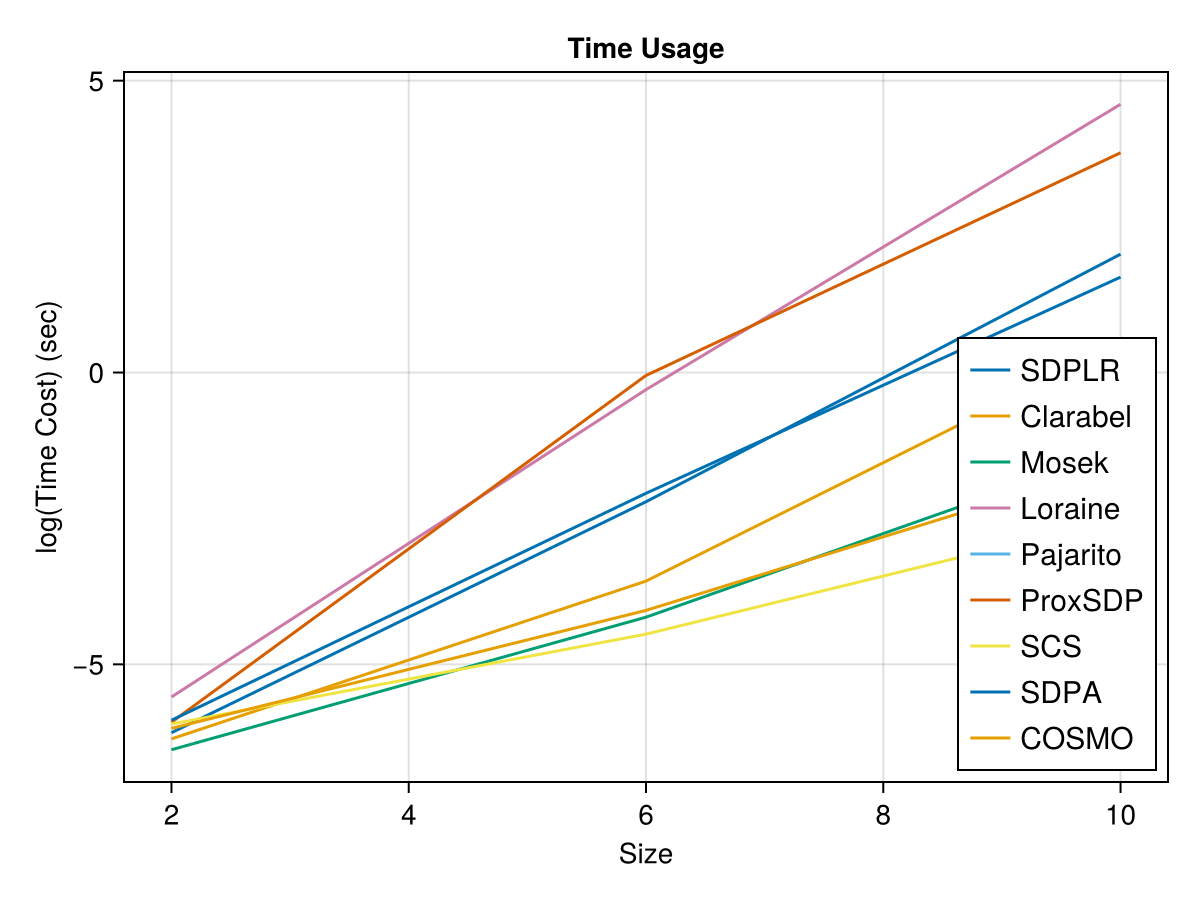 Time Usage
5
0
−5
log(Time Cost) (sec)
SDPLR
Clarabel
Mosek
Loraine
Pajarito
ProxSDP
SCS
SDPA
COSMO
2 4 6 8 10
Size